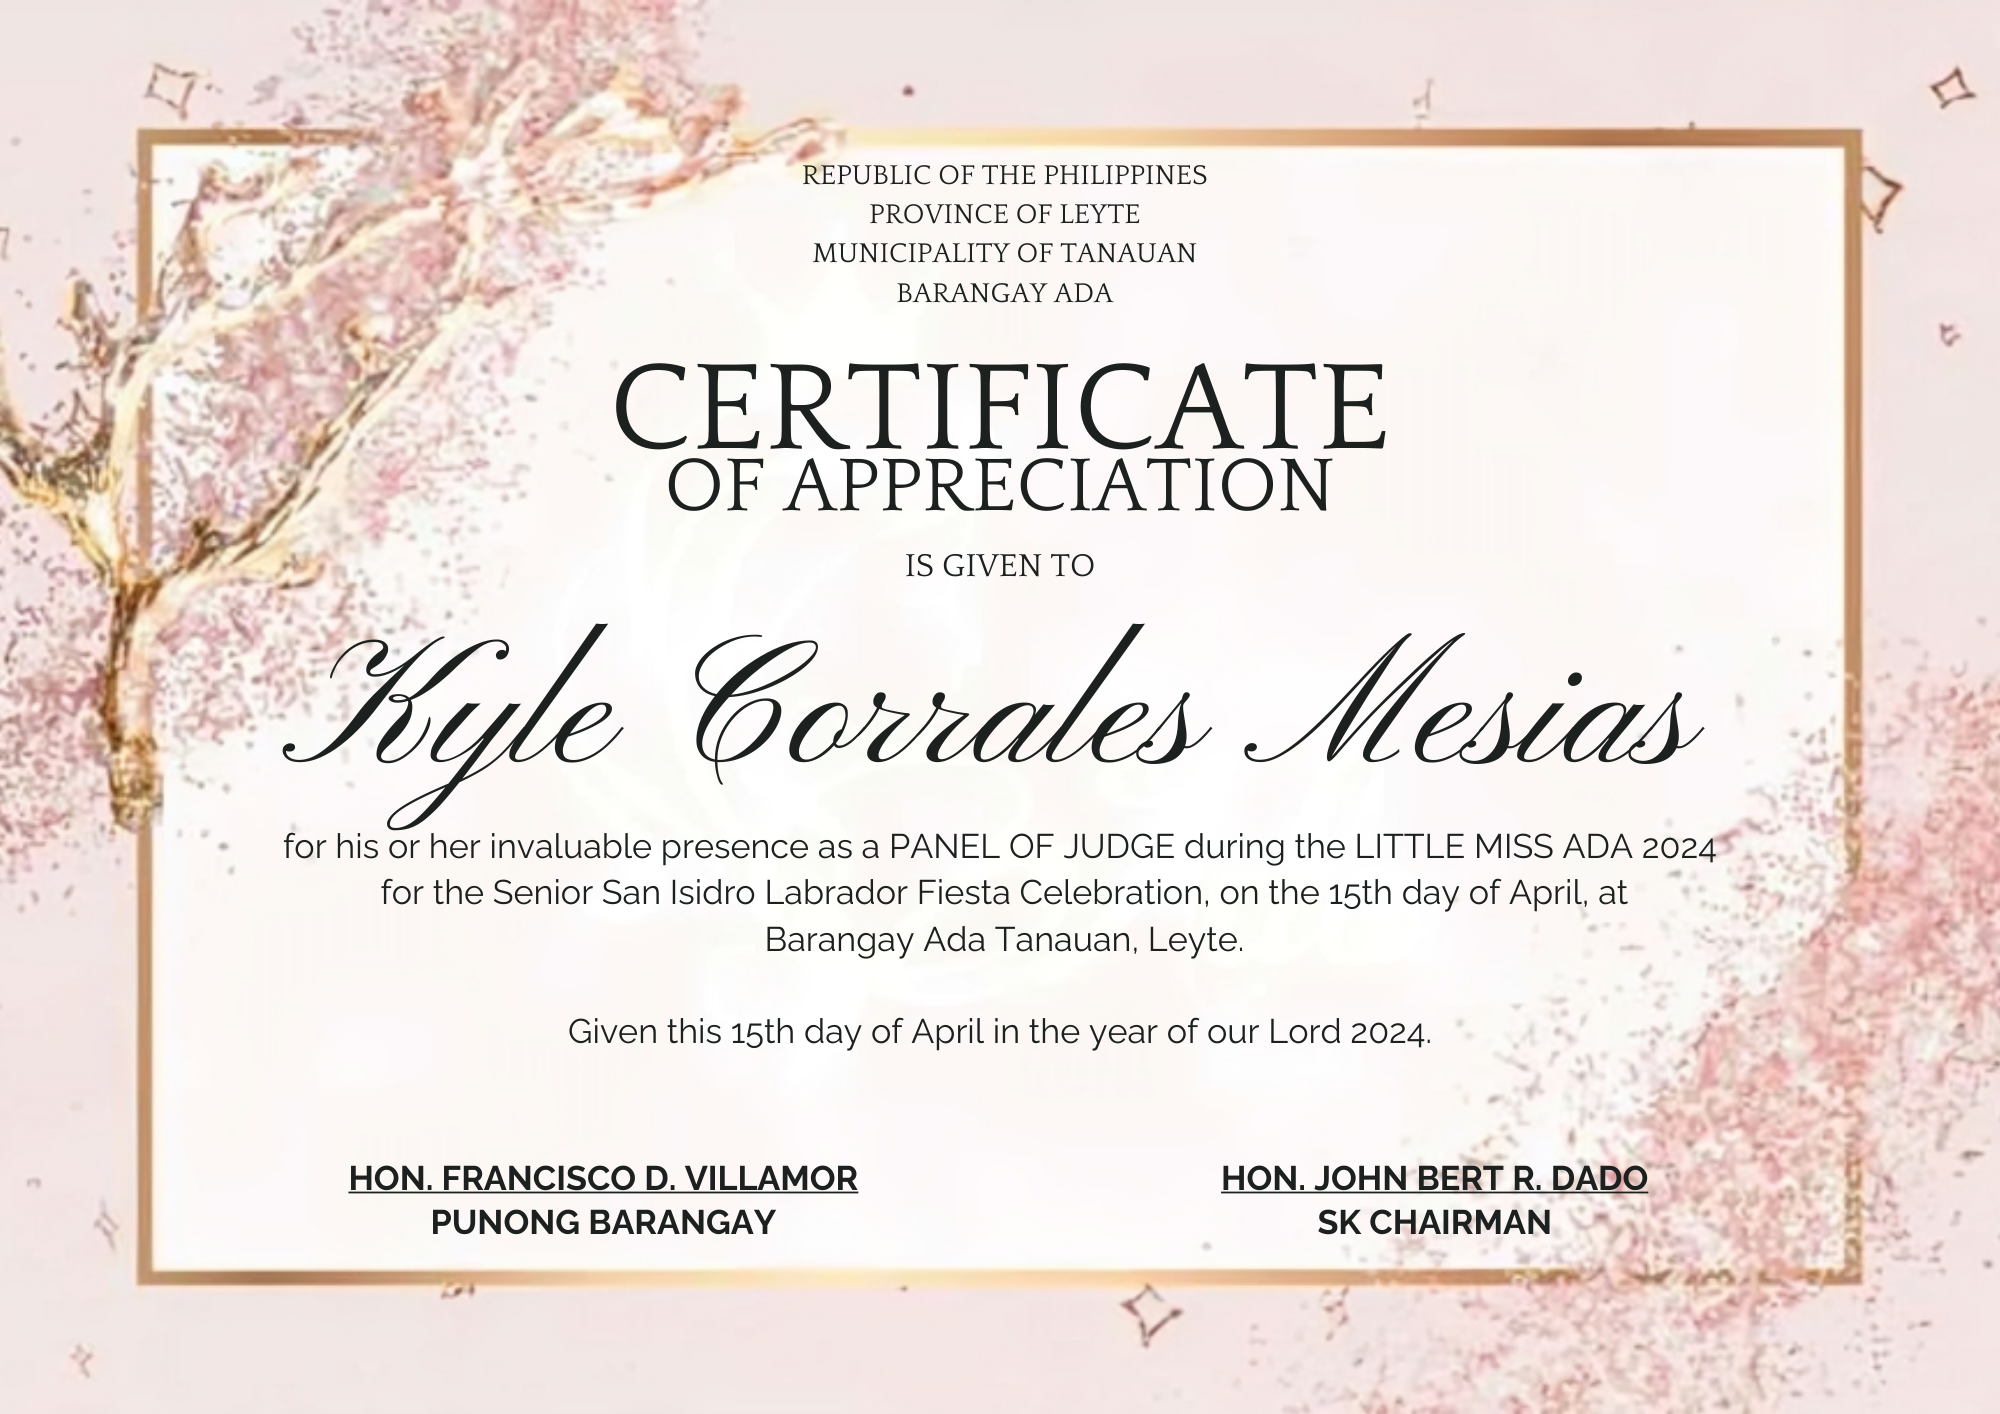 REPUBLIC OF THE PHILIPPINES
PROVINCE OF LEYTE
MUNICIPALITY OF TANAUAN
BARANGAY ADA
CERTIFICATE
OF APPRECIATION
IS GIVEN TO
Kyle Corrales Mesias
for his or her invaluable presence as a PANEL OF JUDGE during the LITTLE MISS ADA 2024
for the Senior San Isidro Labrador Fiesta Celebration, on the 15th day of April, at
Barangay Ada Tanauan, Leyte.
Given this 15th day of April in the year of our Lord 2024.
HON. FRANCISCO D. VILLAMOR
PUNONG BARANGAY
HON. JOHN BERT R. DADO
SK CHAIRMAN